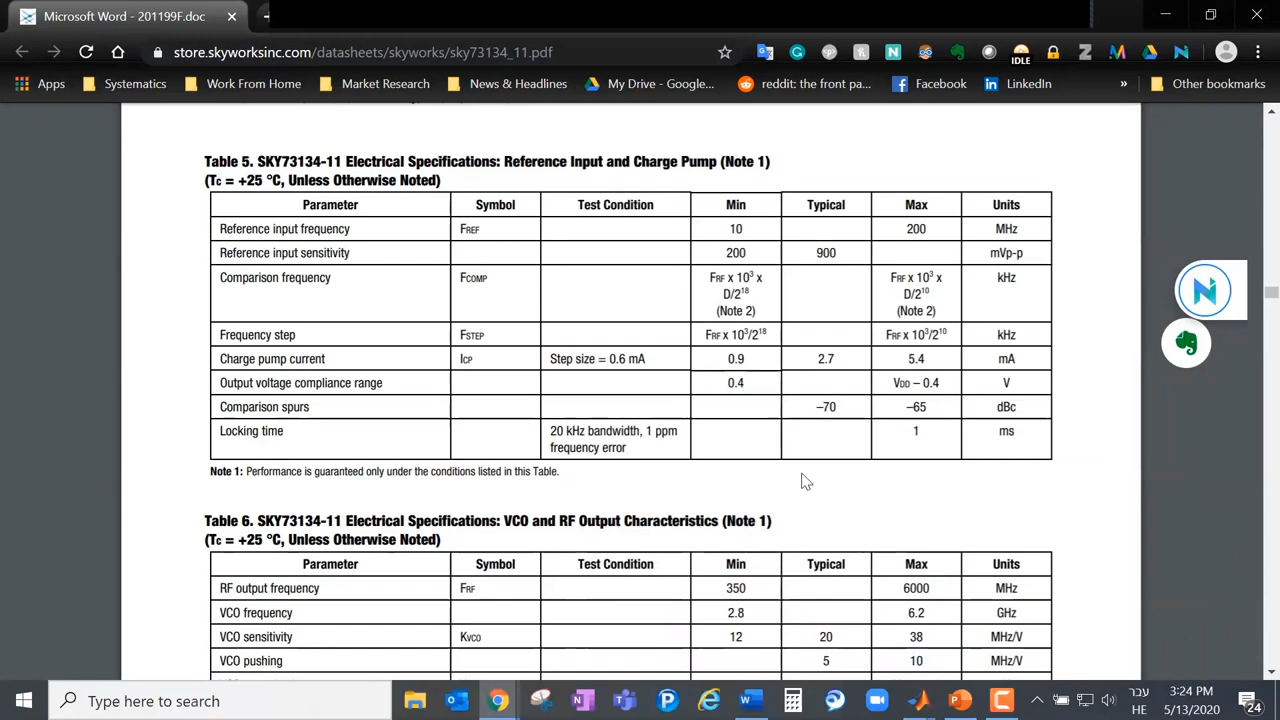 Microsoft Word - 201199F.doc
store.skyworksinc.com/datasheets/skyworks/sky73134_11.pdf
IDLE
Apps Systematics Work From Home Market Research News & Headlines My Drive - Google... reddit: the front pa... Facebook LinkedIn » Other bookmarks
Table 5. SKY73134-11 Electrical Specifications: Reference Input and Charge Pump (Note 1)
(TC = +25 °C, Unless Otherwise Noted)
Parameter Symbol Test Condition Min Typical Max Units
Reference input frequency FREF 10 200 MHz
Reference input sensitivity 200 900 mVp-p
Comparison frequency FCOMP FRF x 10³ x FRF x 10³ x kHz
D/2¹⁸ D/2¹⁰
(Note 2) (Note 2)
Frequency step FSTEP FRF x 10³/2¹⁸ FRF x 10³/2¹⁰ kHz
Charge pump current ICP Step size = 0.6 mA 0.9 2.7 5.4 mA
Output voltage compliance range 0.4 VDD – 0.4 V
Comparison spurs –70 –65 dBc
Locking time 20 kHz bandwidth, 1 ppm 1 ms
frequency error
Note 1: Performance is guaranteed only under the conditions listed in this Table.
Table 6. SKY73134-11 Electrical Specifications: VCO and RF Output Characteristics (Note 1)
(TC = +25 °C, Unless Otherwise Noted)
Parameter Symbol Test Condition Min Typical Max Units
RF output frequency FRF 350 6000 MHz
VCO frequency 2.8 6.2 GHz
VCO sensitivity KVCO 12 20 38 MHz/V
VCO pushing 5 10 MHz/V
Type here to search
עבר
HE
3:24 PM
5/13/2020
24